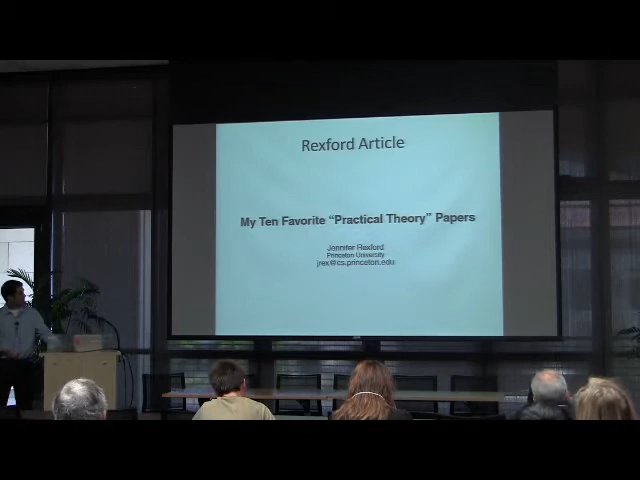 Rexford Article
My Ten Favorite “Practical Theory” Papers
Jennifer Rexford
Princeton University
jrex@cs.princeton.edu